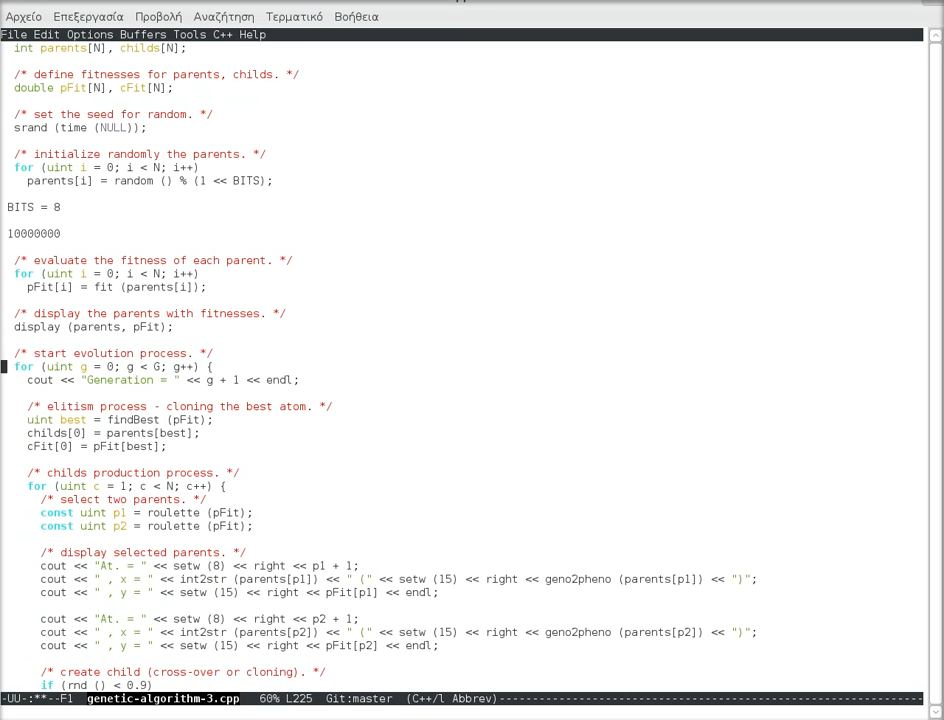 Αρχείο Επεξεργασία Προβολή Αναζήτηση Τερματικό Βοήθεια
File Edit Options Buffers Tools C++ Help
int parents[N], childs[N];
/* define fitnesses for parents, childs. */
double pFit[N], cFit[N];
/* set the seed for random. */
srand (time (NULL));
/* initialize randomly the parents. */
for (uint i = 0; i < N; i++)
parents[i] = random () % (1 << BITS);
BITS = 8
10000000
/* evaluate the fitness of each parent. */
for (uint i = 0; i < N; i++)
pFit[i] = fit (parents[i]);
/* display the parents with fitnesses. */
display (parents, pFit);
/* start evolution process. */
for (uint g = 0; g < G; g++) {
cout << "Generation = " << g + 1 << endl;
/* elitism process - cloning the best atom. */
uint best = findBest (pFit);
childs[0] = parents[best];
cFit[0] = pFit[best];
/* childs production process. */
for (uint c = 1; c < N; c++) {
/* select two parents. */
const uint p1 = roulette (pFit);
const uint p2 = roulette (pFit);
/* display selected parents. */
cout << "At. = " << setw (8) << right << p1 + 1;
cout << " , x = " << int2str (parents[p1]) << " (" << setw (15) << right << geno2pheno (parents[p1]) << ")";
cout << " , y = " << setw (15) << right << pFit[p1] << endl;
cout << "At. = " << setw (8) << right << p2 + 1;
cout << " , x = " << int2str (parents[p2]) << " (" << setw (15) << right << geno2pheno (parents[p2]) << ")";
cout << " , y = " << setw (15) << right << pFit[p2] << endl;
/* create child (cross-over or cloning). */
if (rnd () < 0.9)
-UU-:**--F1 genetic-algorithm-3.cpp 60% L225 Git:master (C++/l Abbrev)------------------------------------------------------------